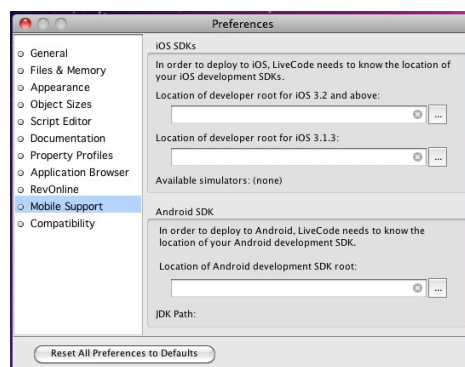 Preferences
General
Files & Memory
Appearance
Object Sizes
Script Editor
Documentation
Property Profiles
Application Browser
RevOnline
Mobile Support
Compatibility
iOS SDKs
In order to deploy to iOS, LiveCode needs to know the location of
your iOS development SDKs.
Location of developer root for iOS 3.2 and above:
...
Location of developer root for iOS 3.1.3:
...
Available simulators: (none)
Android SDK
In order to deploy to Android, LiveCode needs to know the
location of your Android development SDK.
Location of Android development SDK root:
...
JDK Path:
Reset All Preferences to Defaults